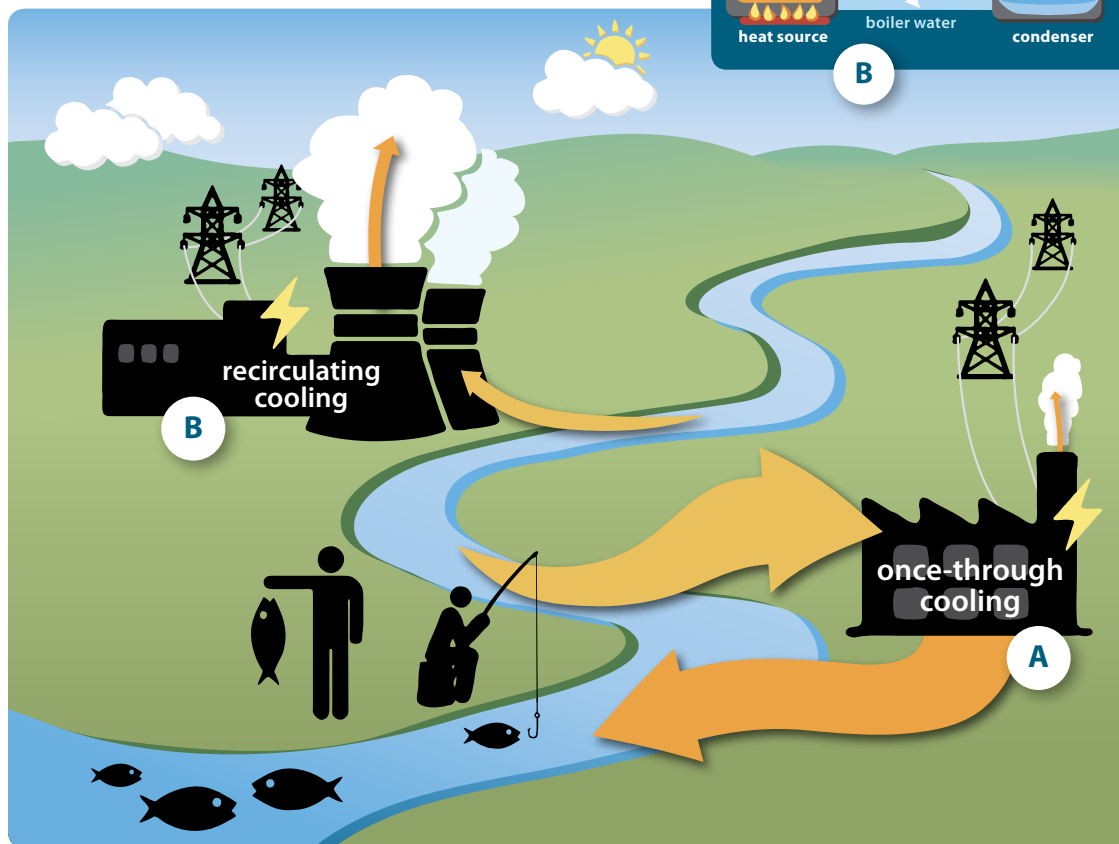 boiler water
heat source
condenser
B
recirculating
cooling
B
once-through
cooling
A